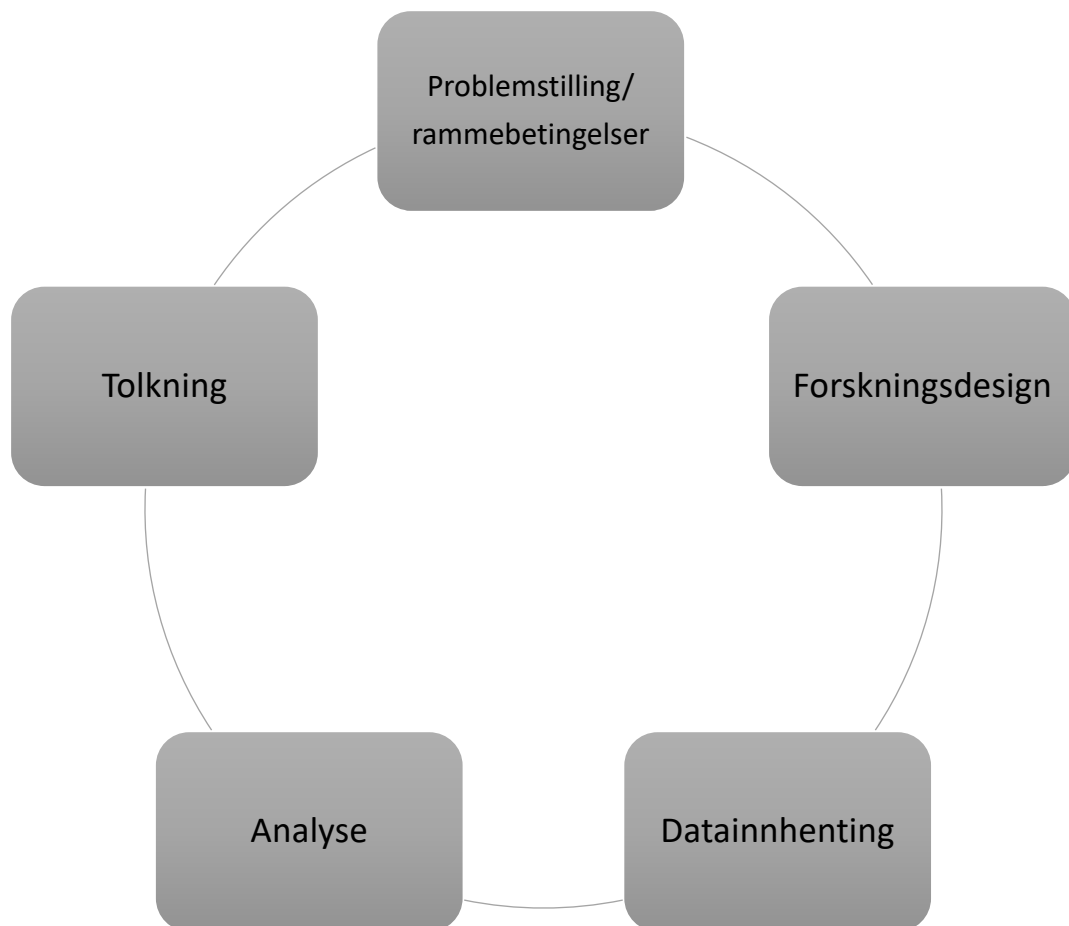 Problemstilling/
rammebetingelser
Tolkning
Forskningsdesign
Analyse
Datainnhenting